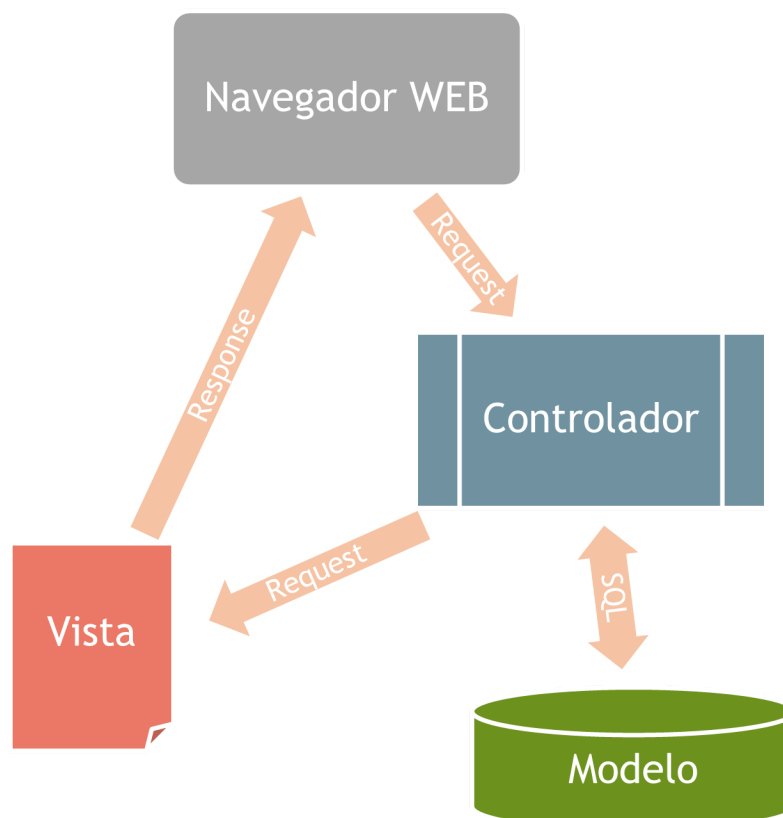 Navegador WEB
Request
Response
Controlador
Request
SQL
Vista
Modelo